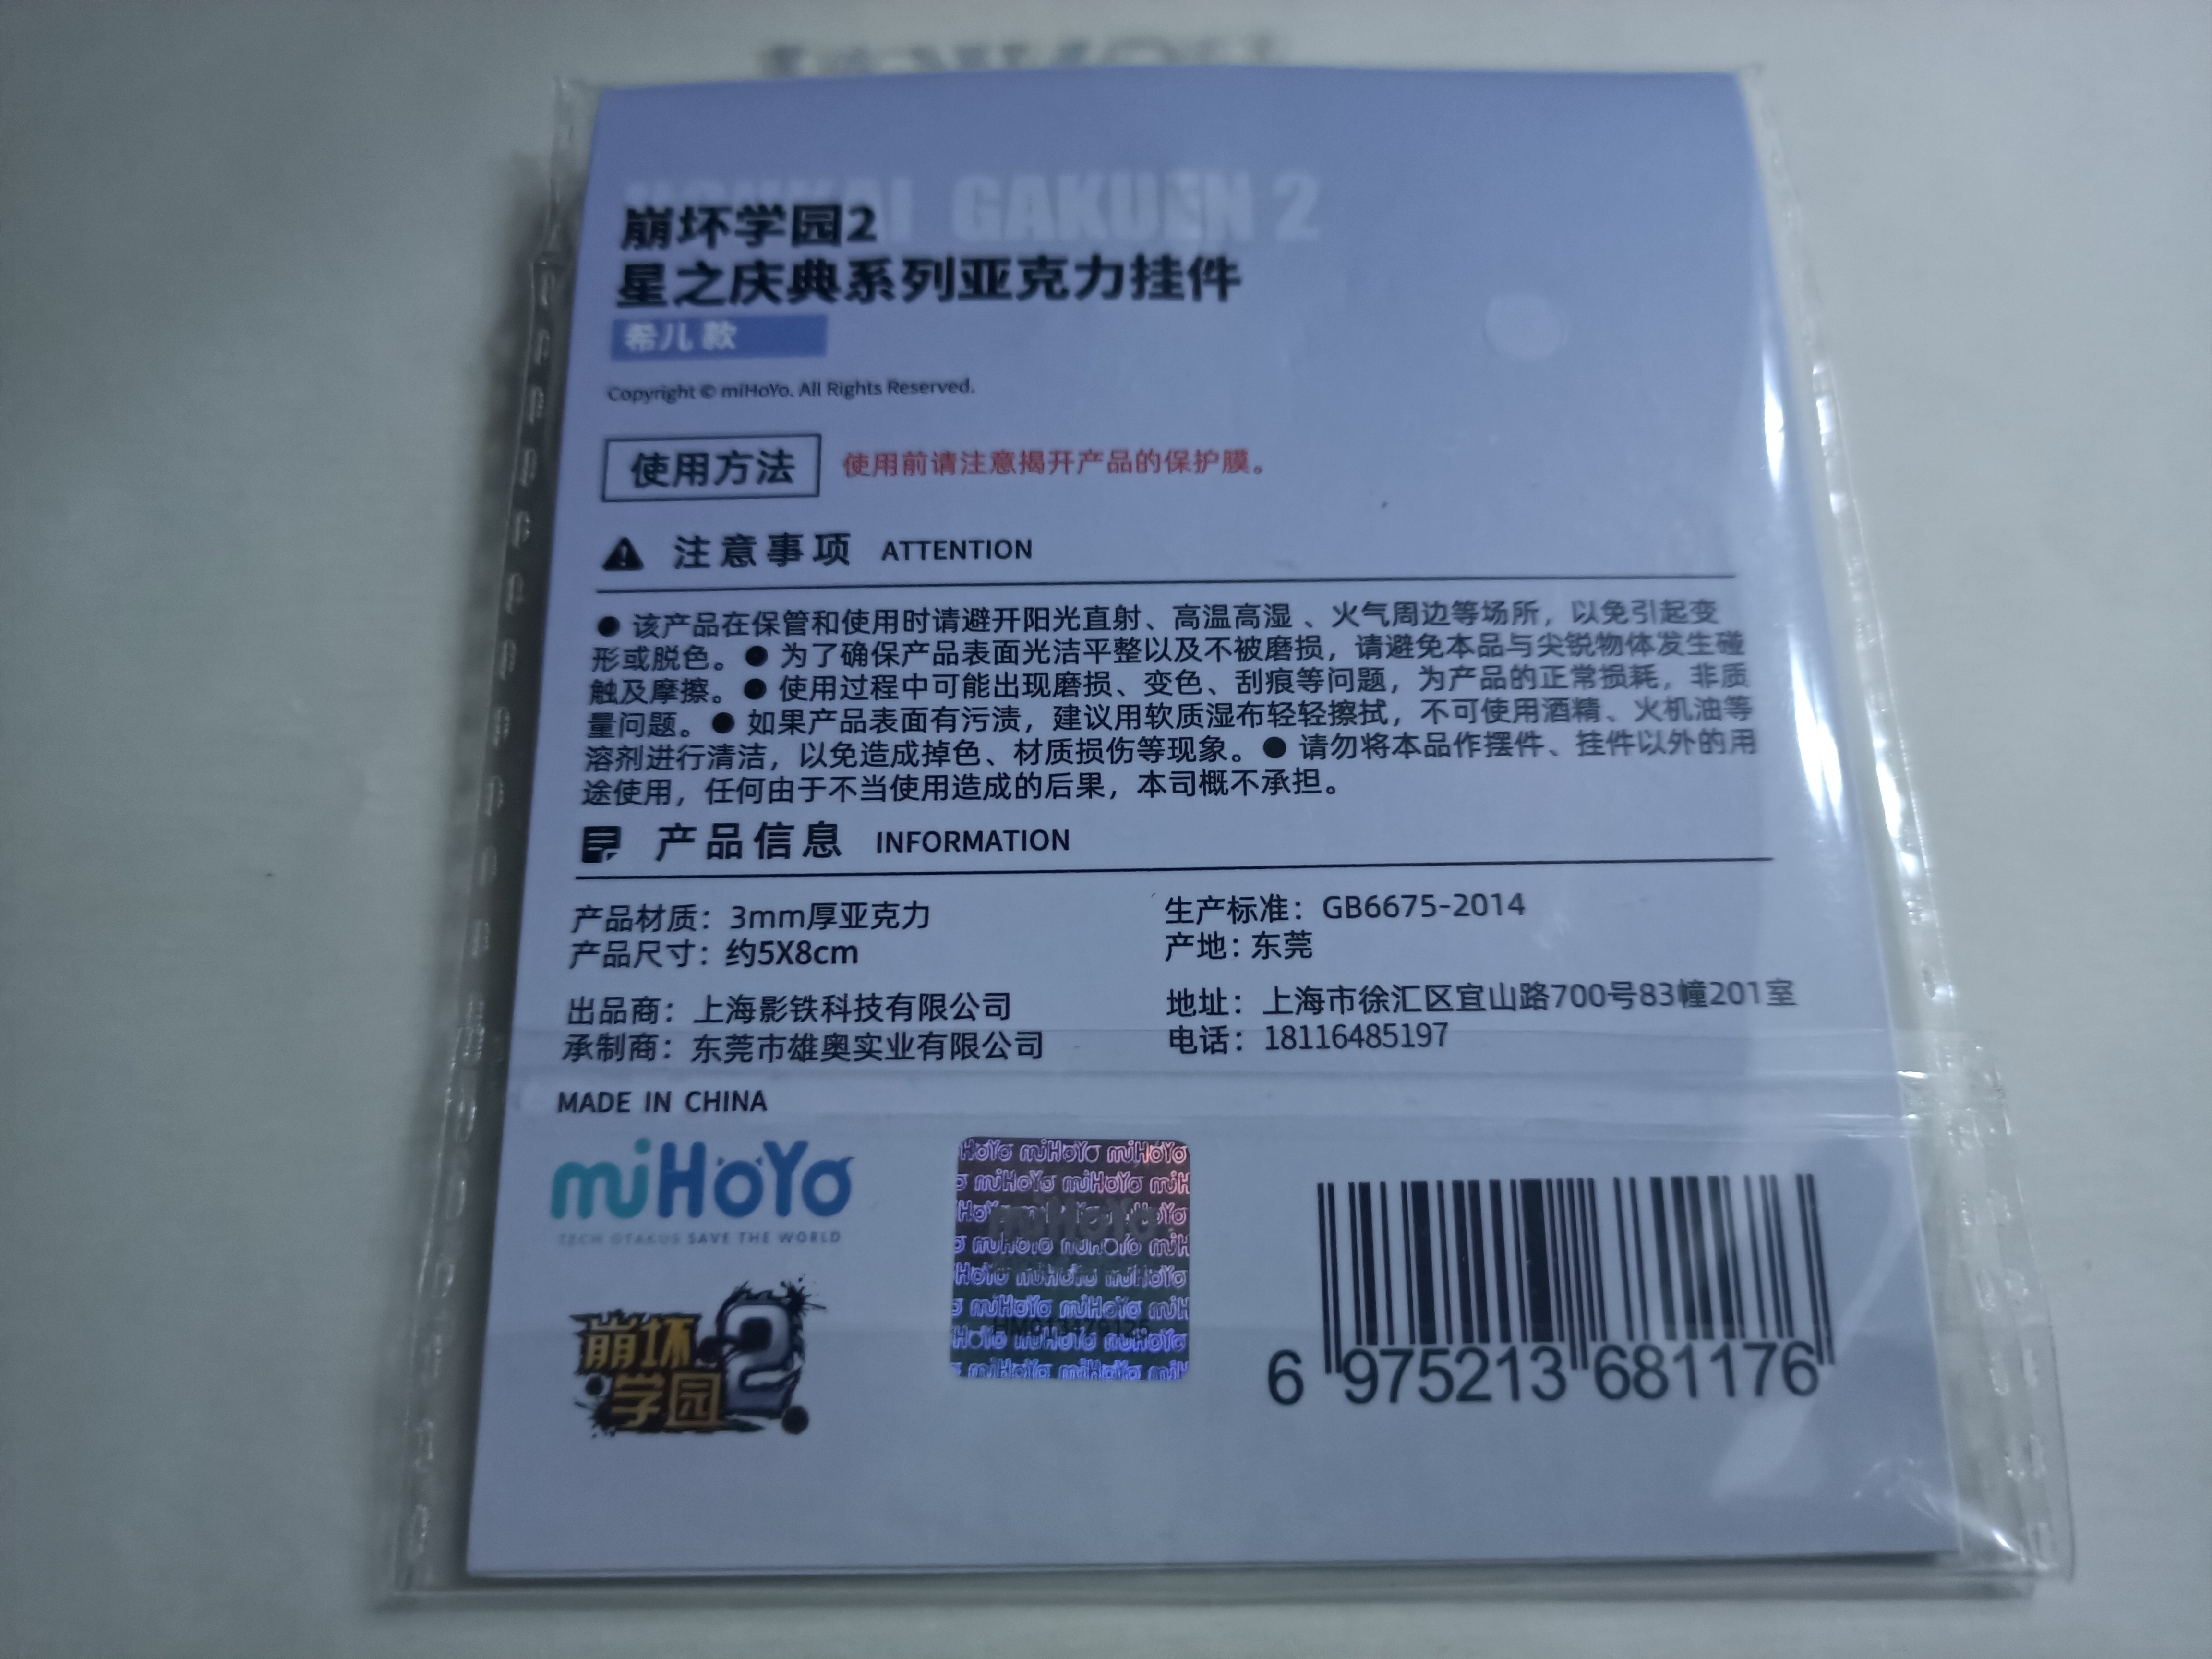 HONKAI GAKUEN 2
崩坏学园2
星之庆典系列亚克力挂件
希儿款
Copyright © miHoYo. All Rights Reserved.
使用方法 使用前请注意揭开产品的保护膜。
注意事项 ATTENTION
● 该产品在保管和使用时请避开阳光直射、高温高湿 、火气周边等场所，以免引起变
形或脱色。● 为了确保产品表面光洁平整以及不被磨损，请避免本品与尖锐物体发生碰
触及摩擦。● 使用过程中可能出现磨损、变色、刮痕等问题，为产品的正常损耗，非质
量问题。● 如果产品表面有污渍，建议用软质湿布轻轻擦拭，不可使用酒精、火机油等
溶剂进行清洁，以免造成掉色、材质损伤等现象。● 请勿将本品作摆件、挂件以外的用
途使用，任何由于不当使用造成的后果，本司概不承担。
产品信息 INFORMATION
产品材质：3mm厚亚克力 生产标准：GB6675-2014
产品尺寸：约5X8cm 产地：东莞
出品商：上海影铁科技有限公司 地址：上海市徐汇区宜山路700号83幢201室
承制商：东莞市雄奥实业有限公司 电话：18116485197
MADE IN CHINA
miHoYo
TECH OTAKUS SAVE THE WORLD
HoYo miHoYo miHoYo
miHoYo miHoYo miH
崩坏
学园2
6 975213 681176